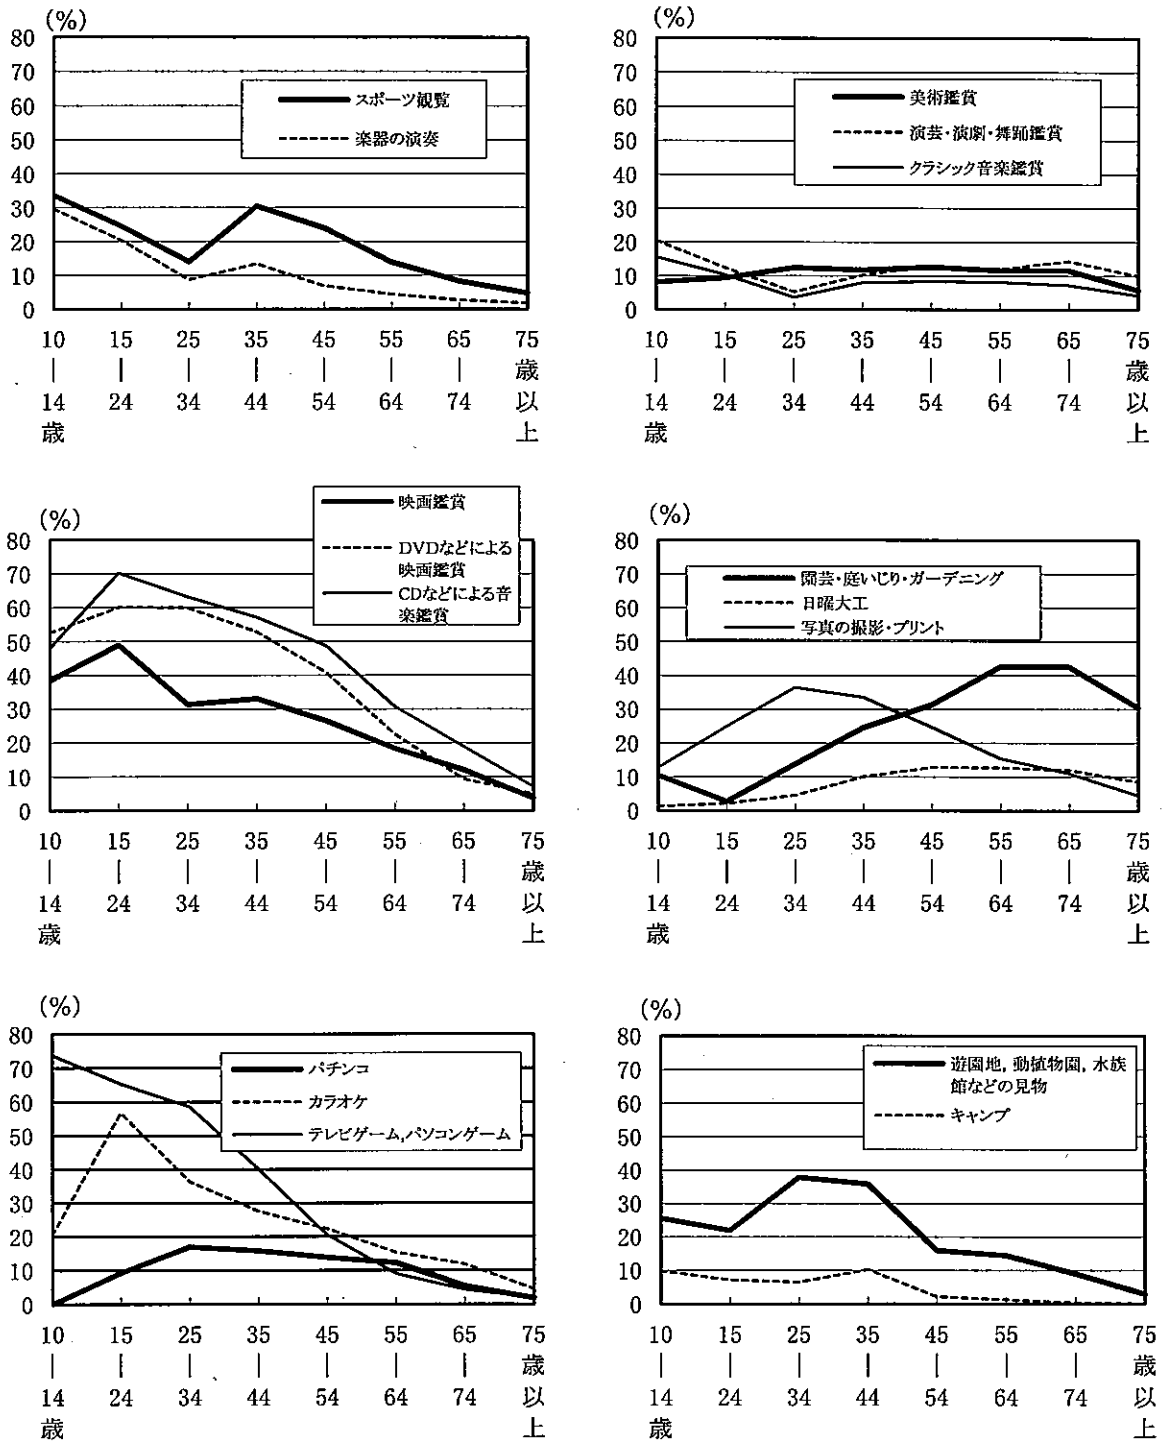 (%)
80
70
60
50
40
30
20
10
0
スポーツ観覧
楽器の演奏
10 15 25 35 45 55 65 75
| | | | | | | 歳
14 24 34 44 54 64 74 以
歳 上
(%)
80
70
60
50
40
30
20
10
0
美術鑑賞
演芸・演劇・舞踊鑑賞
クラシック音楽鑑賞
10 15 25 35 45 55 65 75
| | | | | | | 歳
14 24 34 44 54 64 74 以
歳 上
(%)
80
70
60
50
40
30
20
10
0
映画鑑賞
DVDなどによる
映画鑑賞
CDなどによる音
楽鑑賞
10 15 25 35 45 55 65 75
| | | | | | | 歳
14 24 34 44 54 64 74 以
歳 上
(%)
80
70
60
50
40
30
20
10
0
園芸・庭いじり・ガーデニング
日曜大工
写真の撮影・プリント
10 15 25 35 45 55 65 75
| | | | | | | 歳
14 24 34 44 54 64 74 以
歳 上
(%)
80
70
60
50
40
30
20
10
0
パチンコ
カラオケ
テレビゲーム,パソコンゲーム
10 15 25 35 45 55 65 75
| | | | | | | 歳
14 24 34 44 54 64 74 以
歳 上
(%)
80
70
60
50
40
30
20
10
0
遊園地, 動植物園, 水族
館などの見物
キャンプ
10 15 25 35 45 55 65 75
| | | | | | | 歳
14 24 34 44 54 64 74 以
歳 上